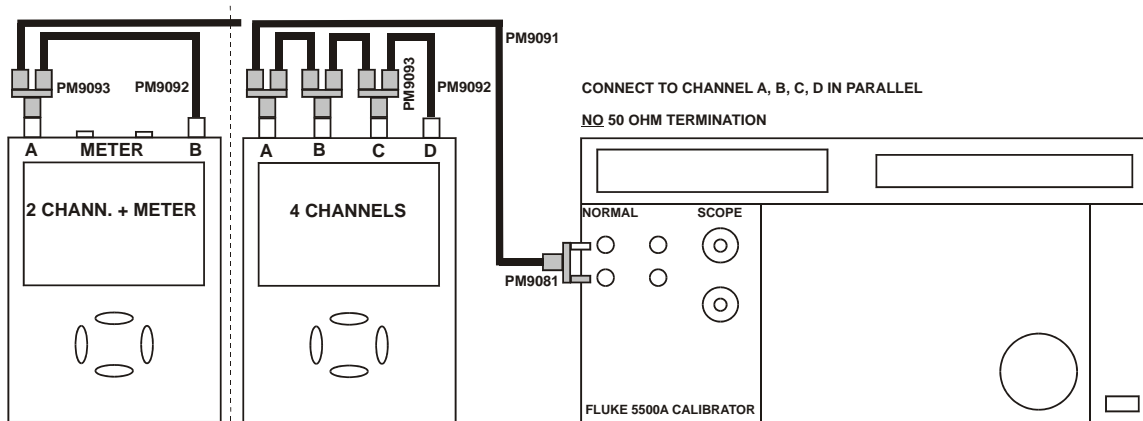 PM9091
PM9093
PM9092
PM9093
PM9092
CONNECT TO CHANNEL A, B, C, D IN PARALLEL
NO 50 OHM TERMINATION
A METER B
A B C D
2 CHANN. + METER
4 CHANNELS
NORMAL
SCOPE
PM9081
FLUKE 5500A CALIBRATOR